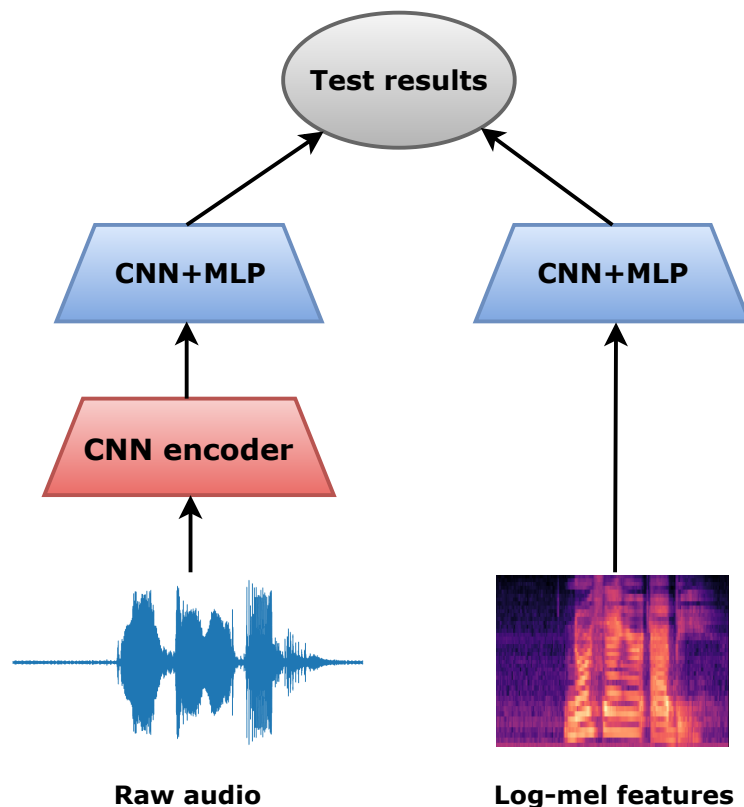 Test results
CNN+MLP
CNN+MLP
CNN encoder
Raw audio
Log-mel features